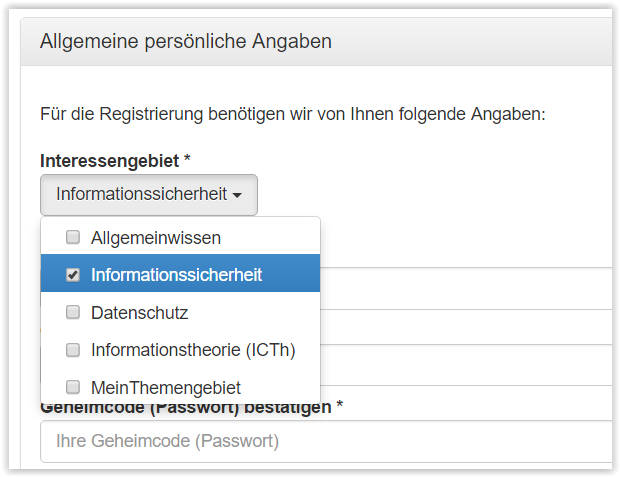 Allgemeine persönliche Angaben
Für die Registrierung benötigen wir von Ihnen folgende Angaben:
Interessengebiet *
Informationssicherheit
Allgemeinwissen
Informationssicherheit
Datenschutz
Informationstheorie (ICTh)
MeinThemengebiet
Geheimcode (Passwort) bestätigen *
Ihre Geheimcode (Passwort)